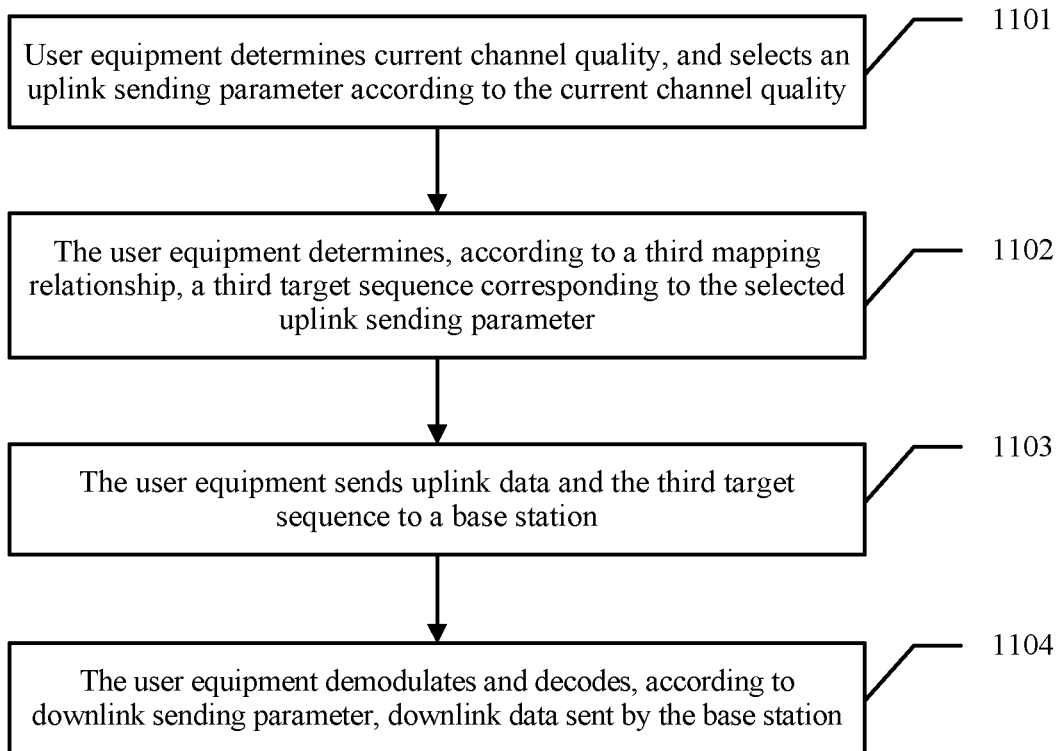 1101
User equipment determines current channel quality, and selects an
uplink sending parameter according to the current channel quality
1102
The user equipment determines, according to a third mapping
relationship, a third target sequence corresponding to the selected
uplink sending parameter
1103
The user equipment sends uplink data and the third target
sequence to a base station
1104
The user equipment demodulates and decodes, according to
downlink sending parameter, downlink data sent by the base station